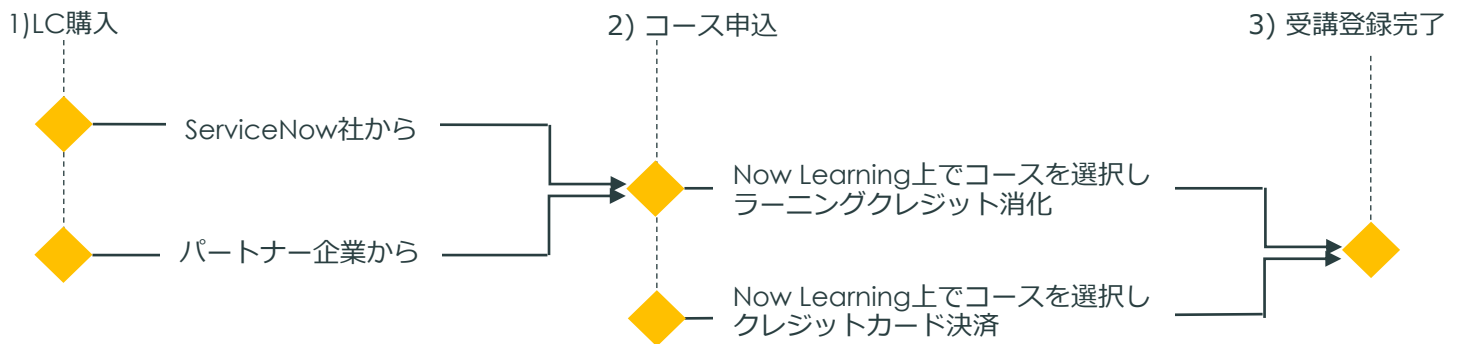 1)LC購入
2) コース申込
3) 受講登録完了
ServiceNow社から
パートナー企業から
Now Learning上でコースを選択し
ラーニングクレジット消化
Now Learning上でコースを選択し
クレジットカード決済